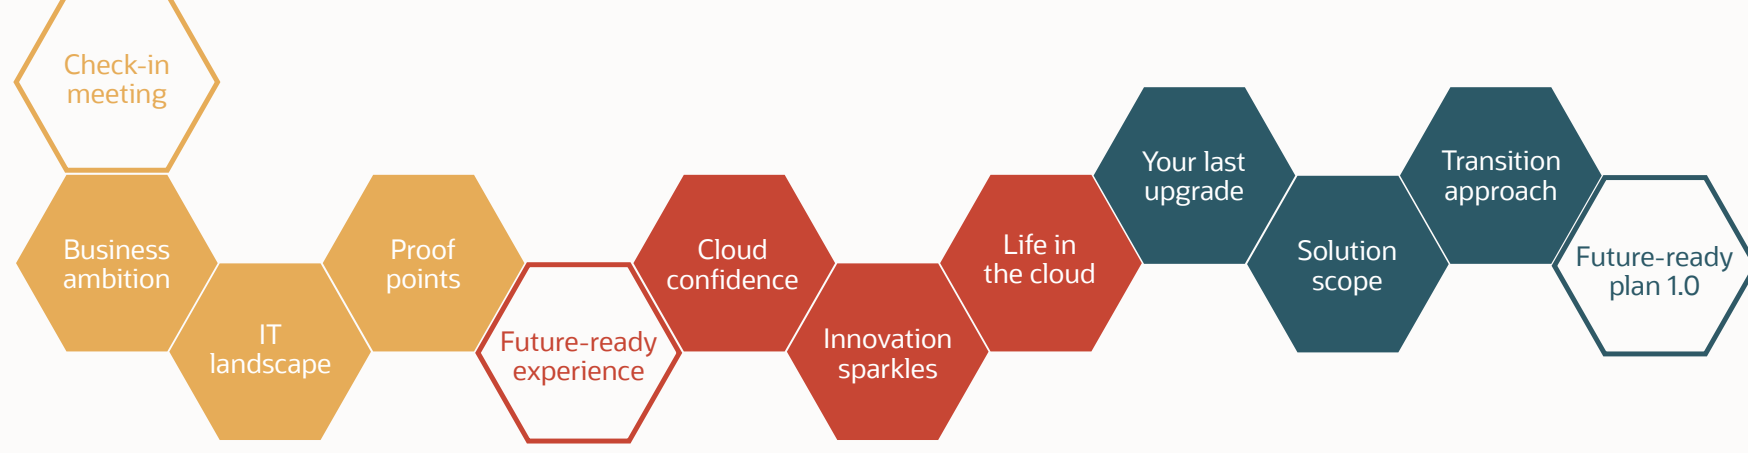 Check-in
meeting
Business
ambition
IT
landscape
Proof
points
Future-ready
experience
Cloud
confidence
Innovation
sparkles
Life in
the cloud
Your last
upgrade
Solution
scope
Transition
approach
Future-ready
plan 1.0